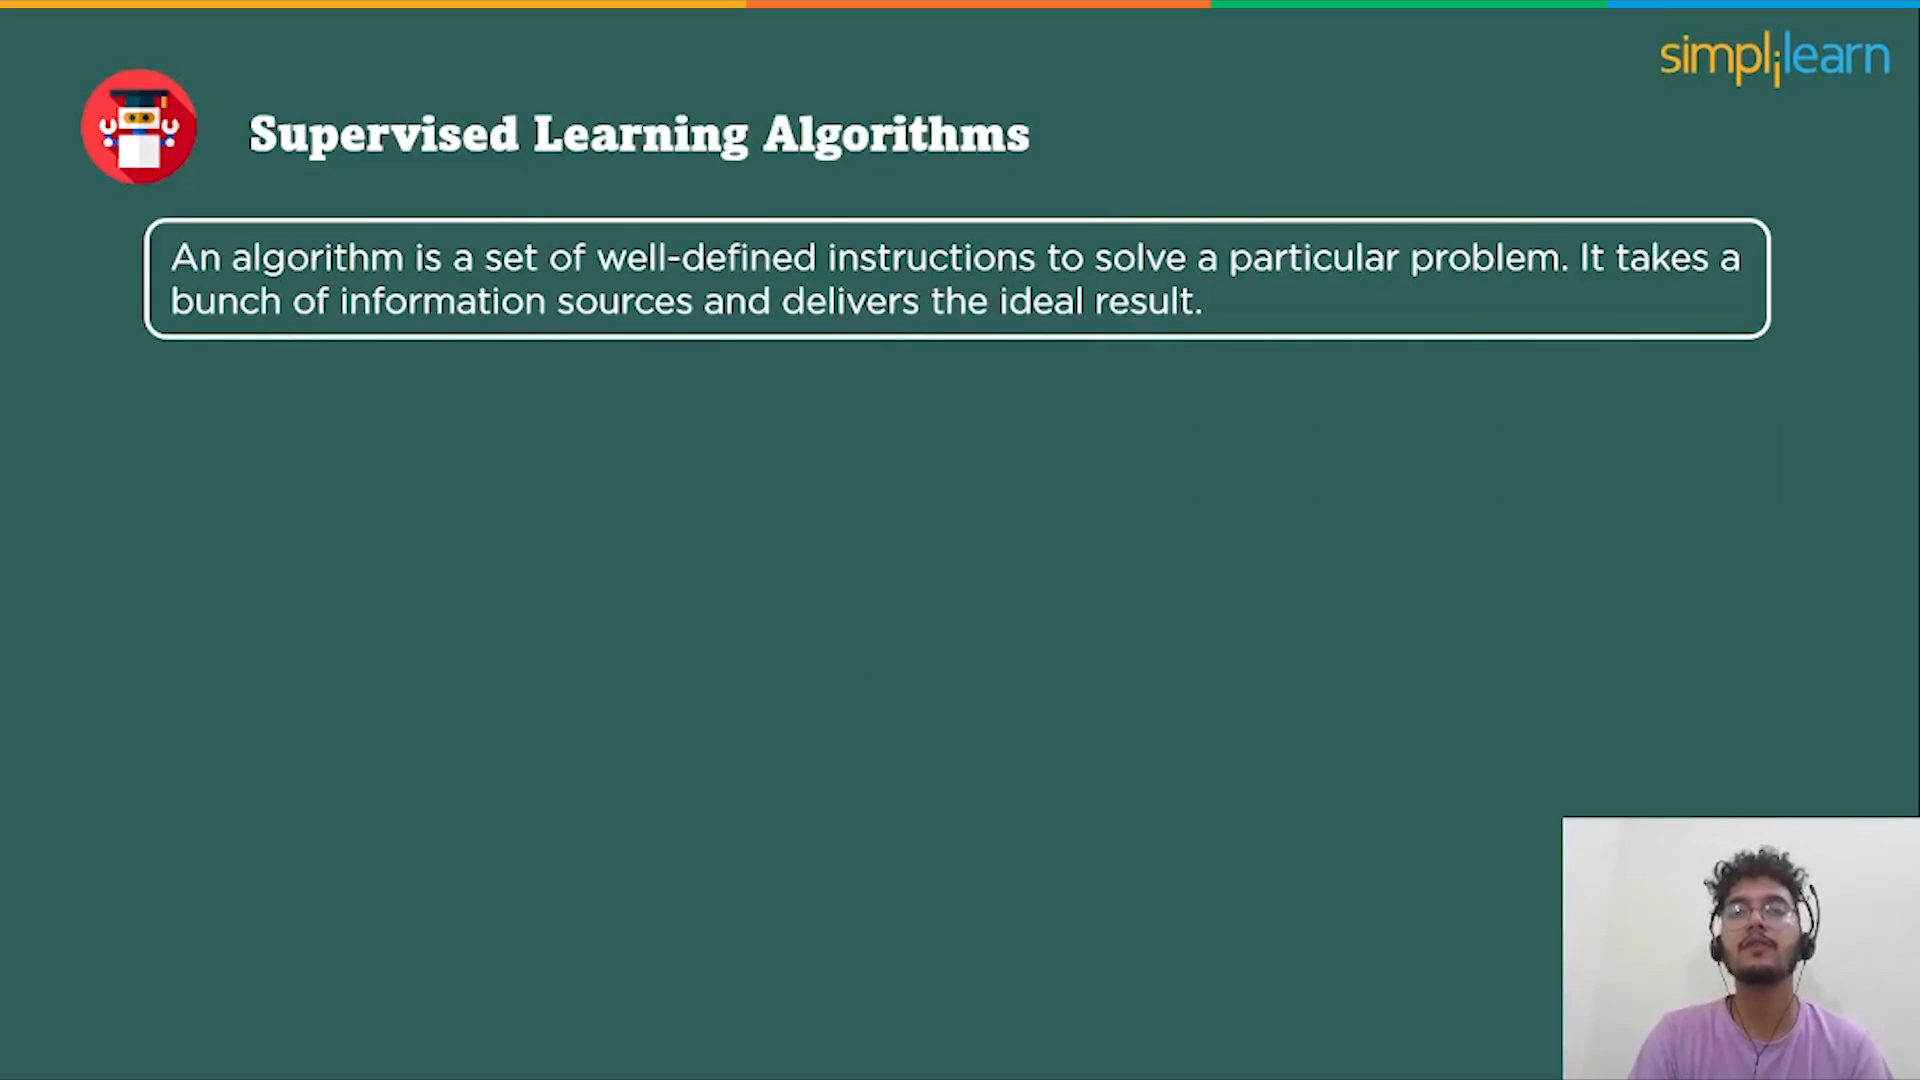 simplilearn
Supervised Learning Algorithms
An algorithm is a set of well-defined instructions to solve a particular problem. It takes a
bunch of information sources and delivers the ideal result.